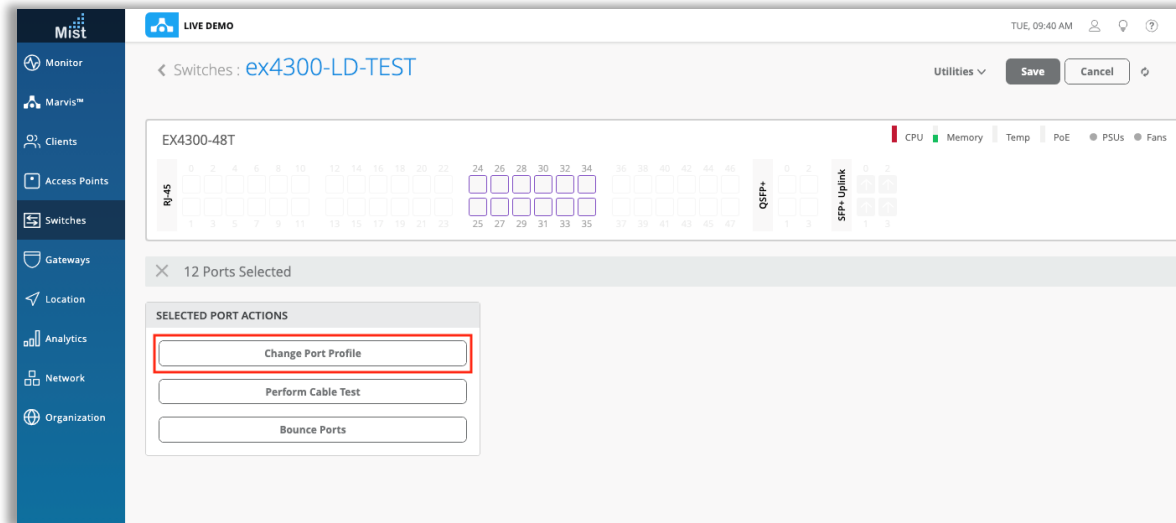 Mist
LIVE DEMO
TUE, 09:40 AM
?
Monitor
Marvis™
Clients
Access Points
Switches
Gateways
Location
Analytics
Network
Organization
< Switches : ex4300-LD-TEST
Utilities
Save
Cancel
EX4300-48T
CPU Memory Temp PoE PSUs Fans
0 2 4 6 8 10 12 14 16 18 20 22 24 26 28 30 32 34 36 38 40 42 44 46 0 2 0 2
RJ-45
QSFP+
SFP+ Uplink
1 3 5 7 9 11 13 15 17 19 21 23 25 27 29 31 33 35 37 39 41 43 45 47 1 3 1 3
12 Ports Selected
SELECTED PORT ACTIONS
Change Port Profile
Perform Cable Test
Bounce Ports